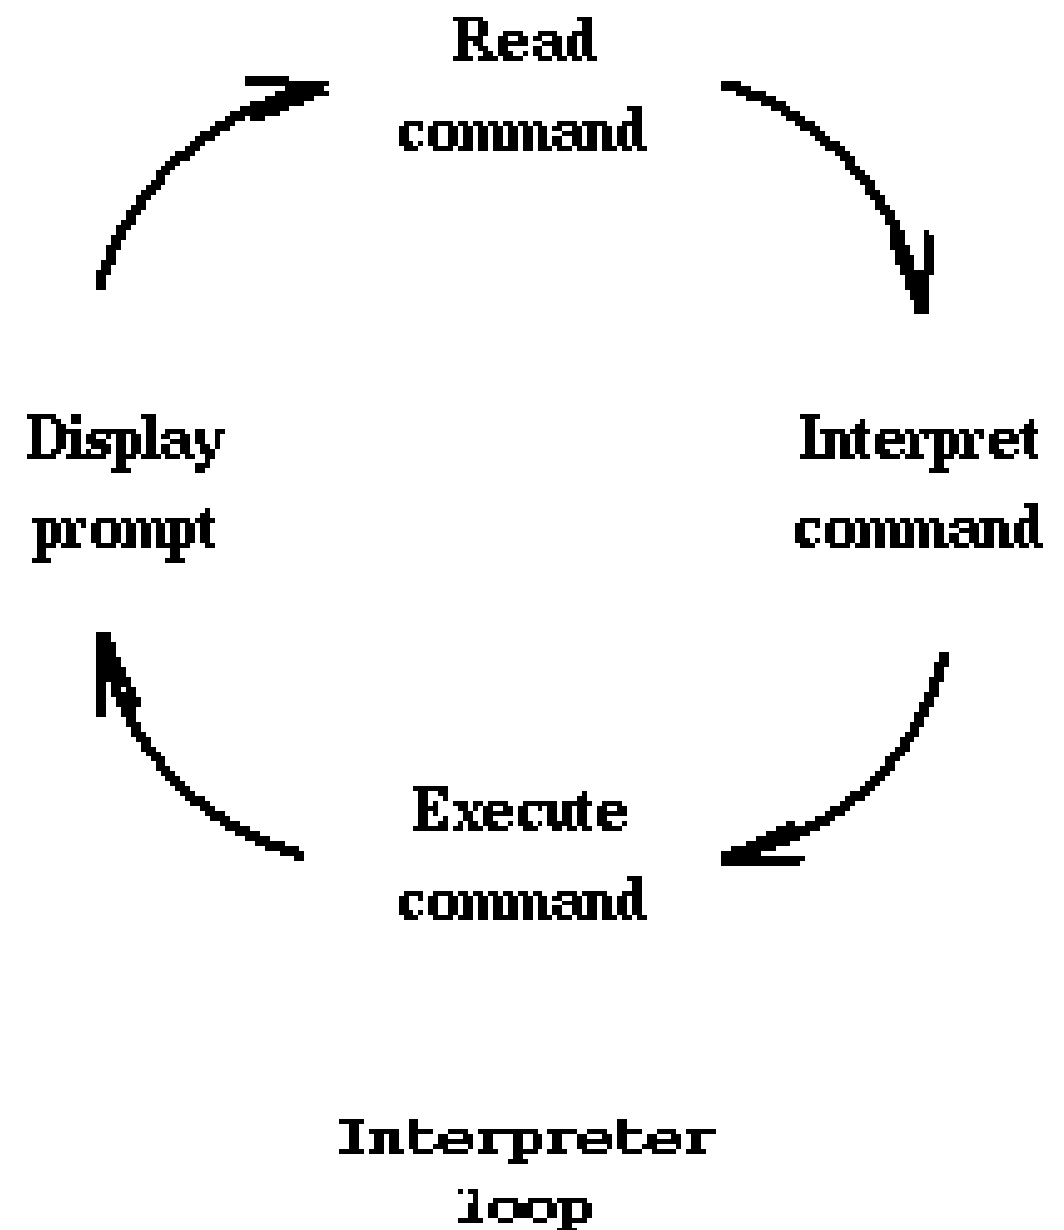 Read
command
Display
prompt
Interpret
command
Execute
command
Interpreter
loop